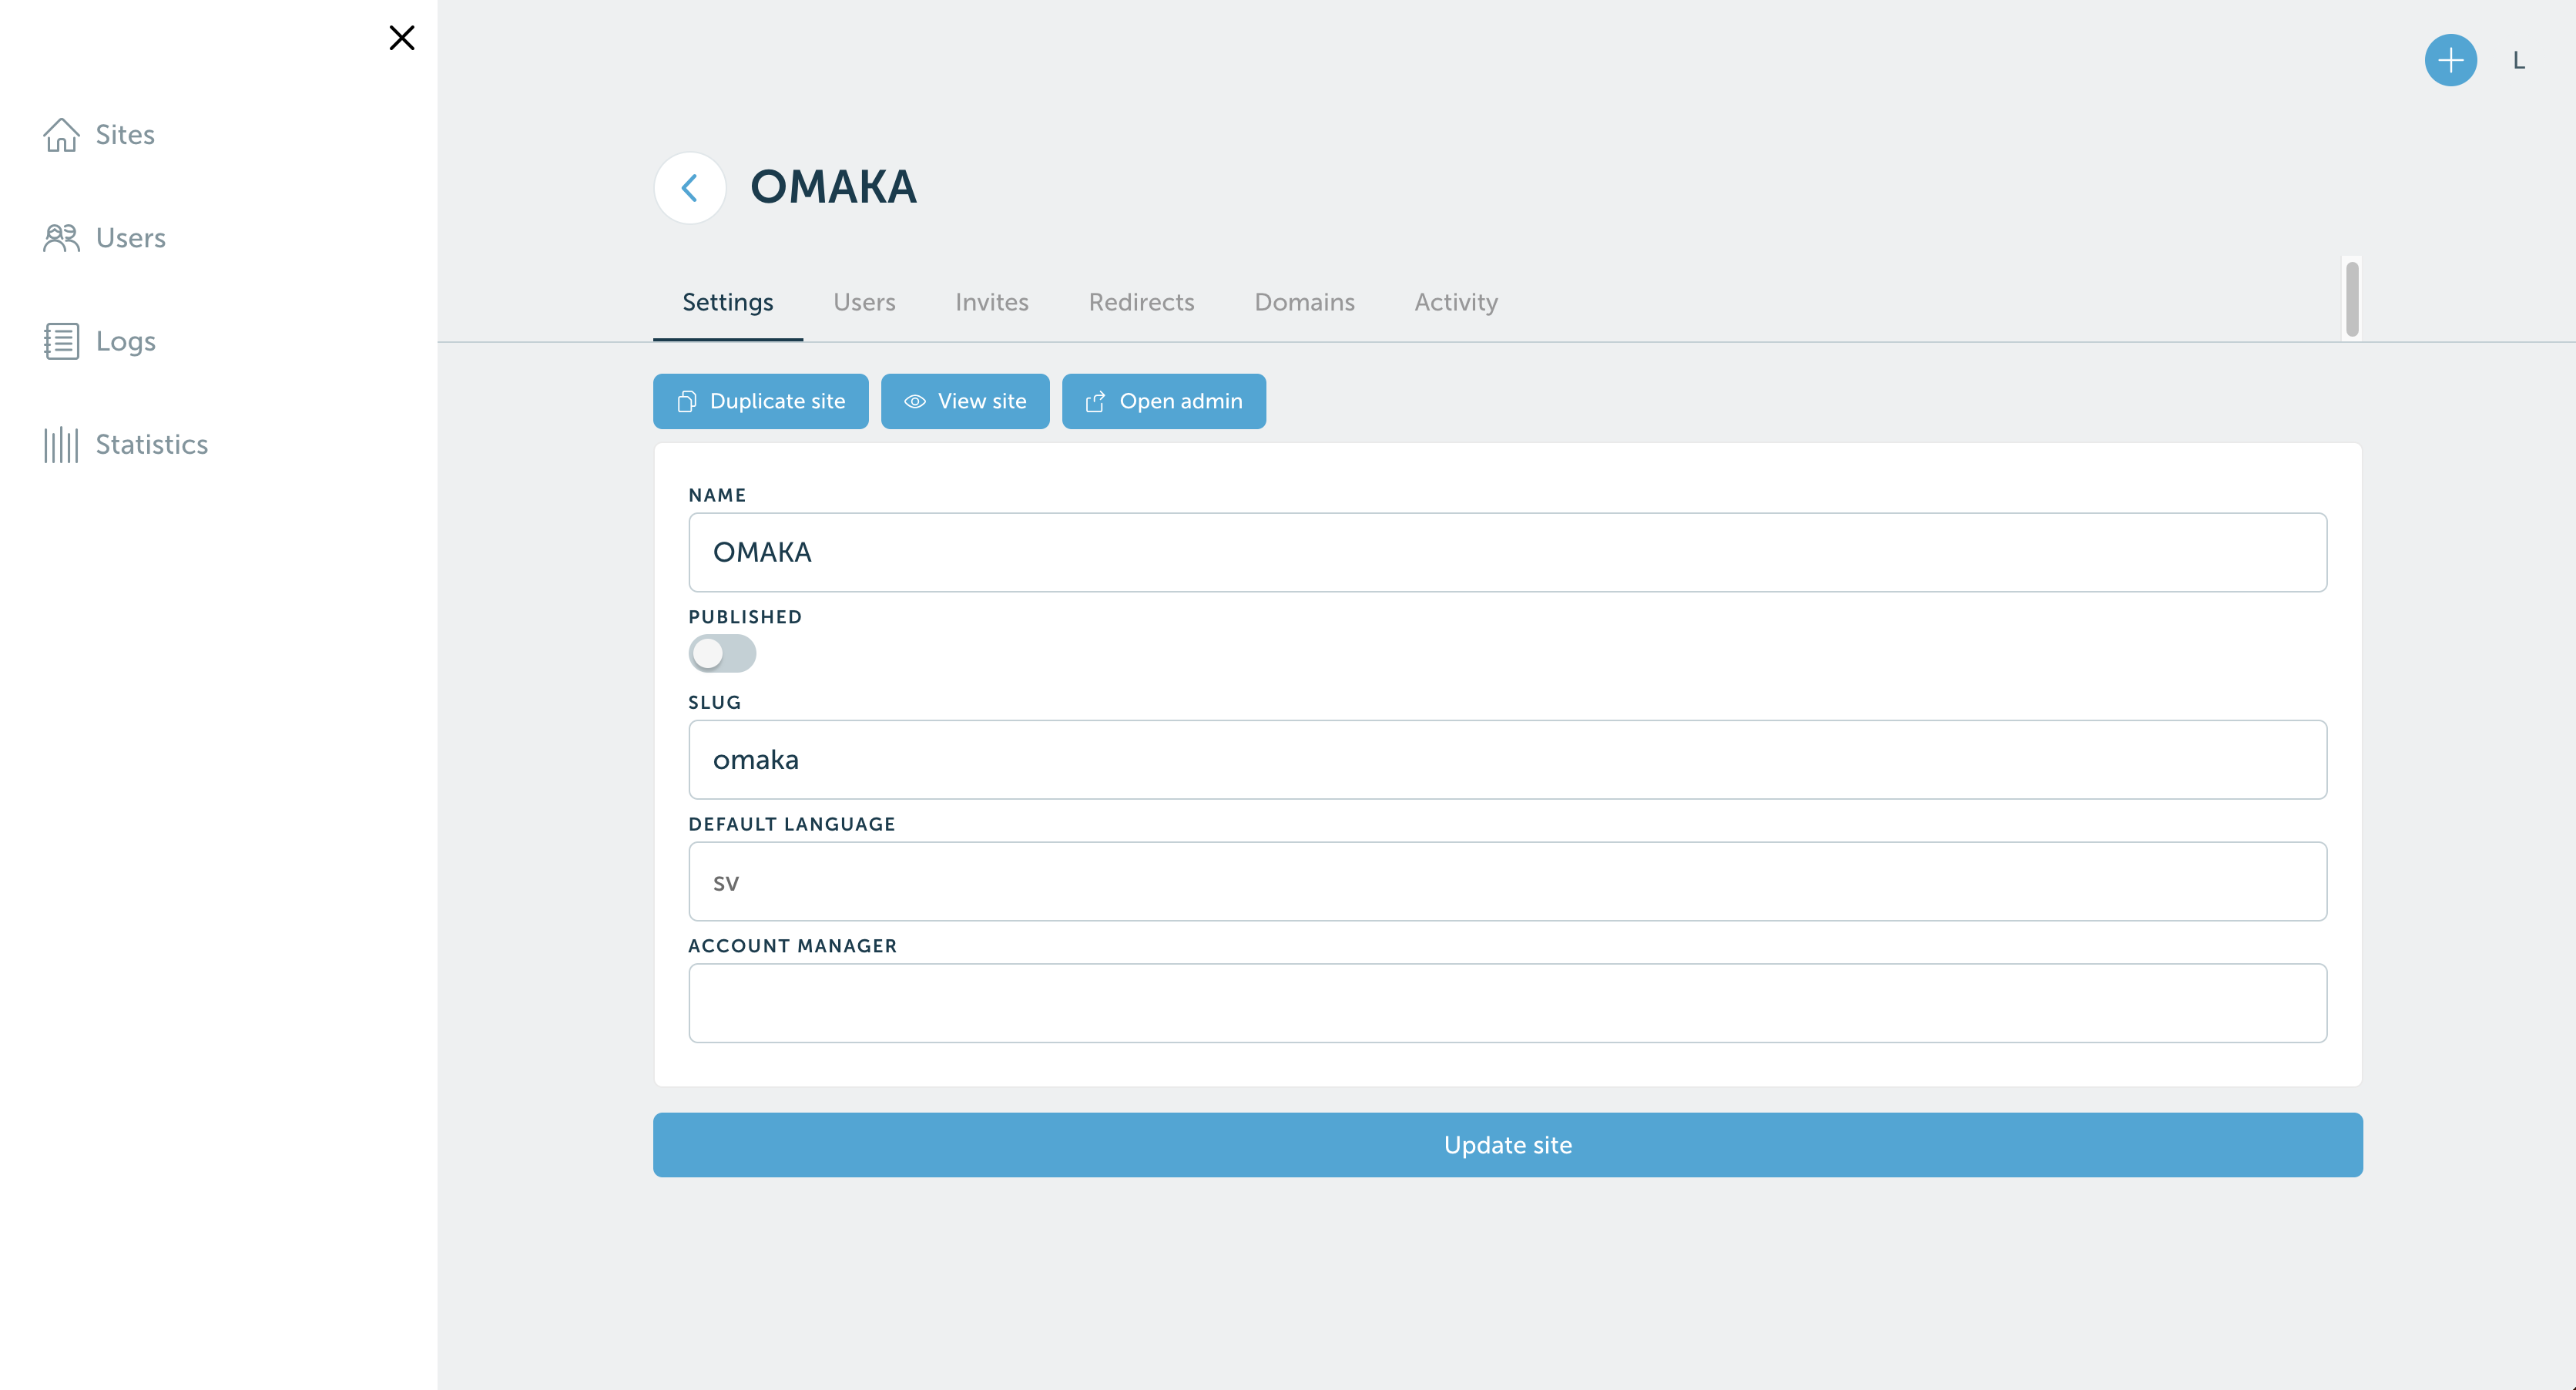 L
Sites
Users
Logs
Statistics
OMAKA
Settings Users Invites Redirects Domains Activity
Duplicate site View site Open admin
NAME
OMAKA
PUBLISHED
SLUG
omaka
DEFAULT LANGUAGE
sv
ACCOUNT MANAGER
Update site